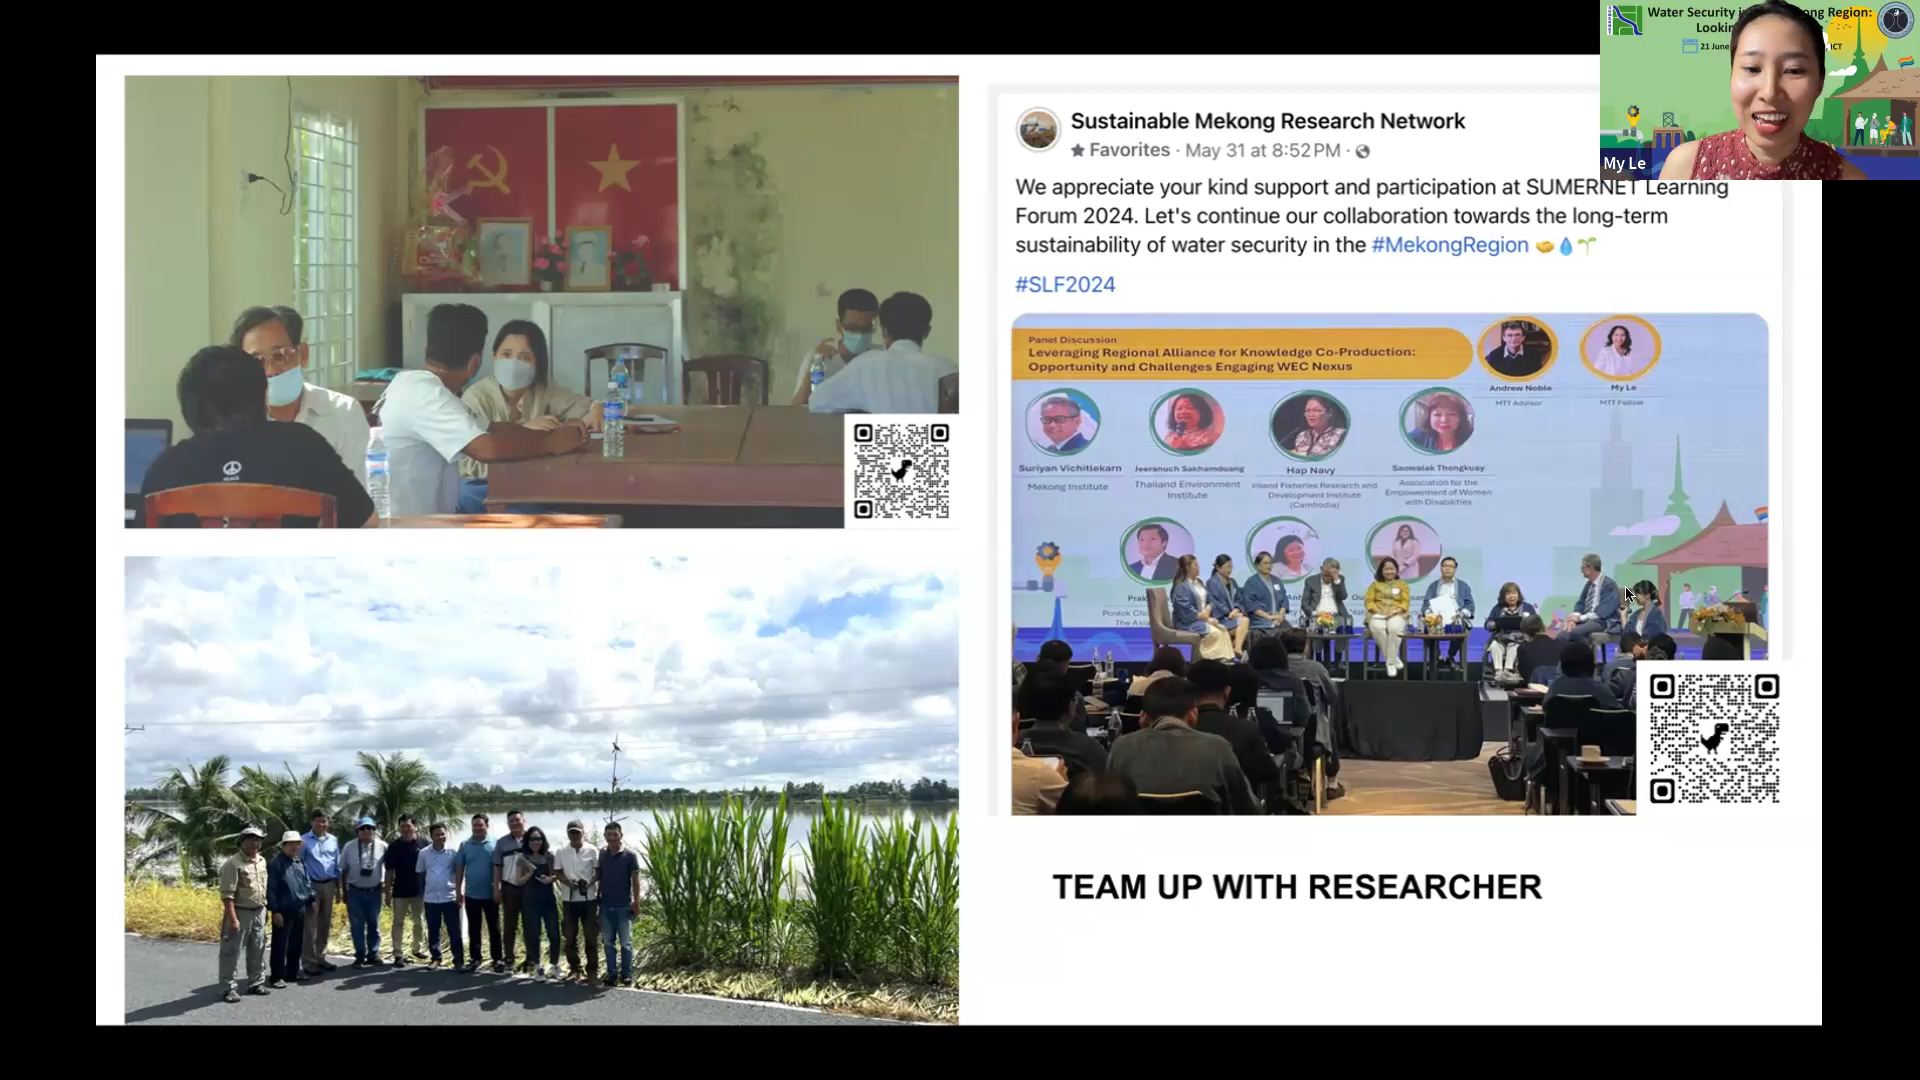 Sustainable Mekong Research Network
Favorites · May 31 at 8:52 PM ·
We appreciate your kind support and participation at SUMERNET Learning
Forum 2024. Let's continue our collaboration towards the long-term
sustainability of water security in the #MekongRegion
#SLF2024
Panel Discussion
Leveraging Regional Alliance for Knowledge Co-Production:
Opportunity and Challenges Engaging WEC Nexus
Andrew Noble
MTT Advisor
My Le
MTT Fellow
Suriyan Vichitlekarn
Mekong Institute
Jeeranuch Sakhamduang
Thailand Environment
Institute
Hap Navy
Inland Fisheries Research and
Development Institute
(Cambodia)
Saowalak Thongkuay
Association for the
Empowerment of Women
with Disabilities
PEACE
TEAM UP WITH RESEARCHER
Water Security
Region:
21 June
ICT
My Le